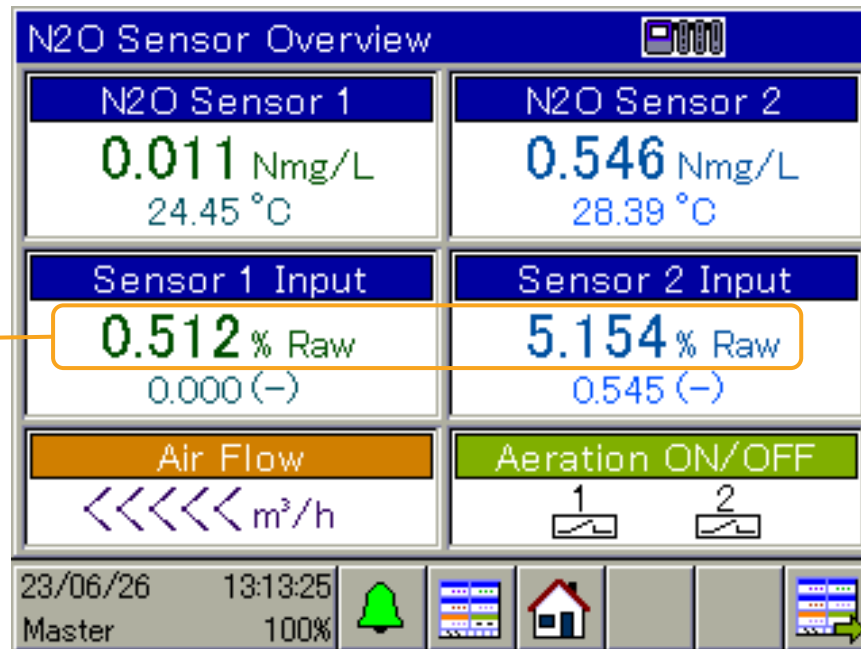 N2O Sensor Overview
N2O Sensor 1
0.011 Nmg/L
24.45 °C
N2O Sensor 2
0.546 Nmg/L
28.39 °C
Sensor 1 Input
0.512 % Raw
0.000 (-)
Sensor 2 Input
5.154 % Raw
0.545 (-)
Air Flow
<<<<< m³/h
Aeration ON/OFF
1 2
23/06/26 13:13:25
Master 100%